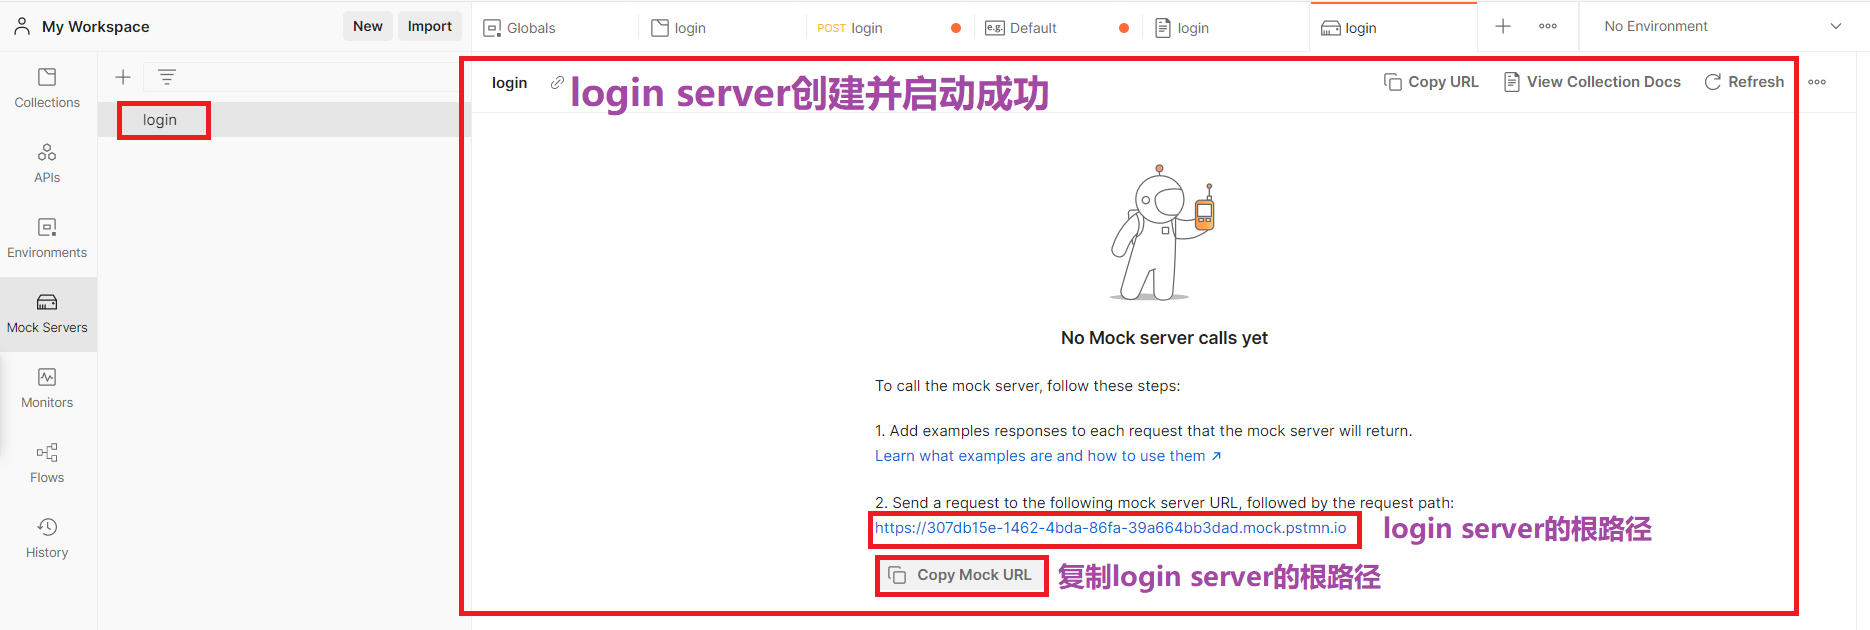 My Workspace
New
Import
Globals
login
POST login
e.g. Default
login
login
No Environment
Collections
APIs
Environments
Mock Servers
Monitors
Flows
History
login
login
login server创建并启动成功
Copy URL
View Collection Docs
Refresh
No Mock server calls yet
To call the mock server, follow these steps:
1. Add examples responses to each request that the mock server will return.
Learn what examples are and how to use them ↗
2. Send a request to the following mock server URL, followed by the request path:
https://307db15e-1462-4bda-86fa-39a664bb3dad.mock.pstmn.io
login server的根路径
Copy Mock URL
复制login server的根路径